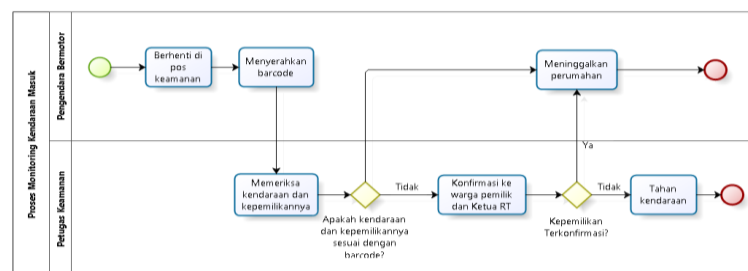 Proses Monitoring Kendaraan Masuk
Pengendara Bermotor
Berhenti di
pos
keamanan
Menyerahkan
barcode
Meninggalkan
perumahan
Petugas Keamanan
Memeriksa
kendaraan dan
kepemilikannya
Apakah kendaraan
dan kepemilikannya
sesuai dengan
barcode?
Tidak
Konfirmasi ke
warga pemilik
dan Ketua RT
Kepemilikan
Terkonfirmasi?
Ya
Tidak
Tahan
kendaraan